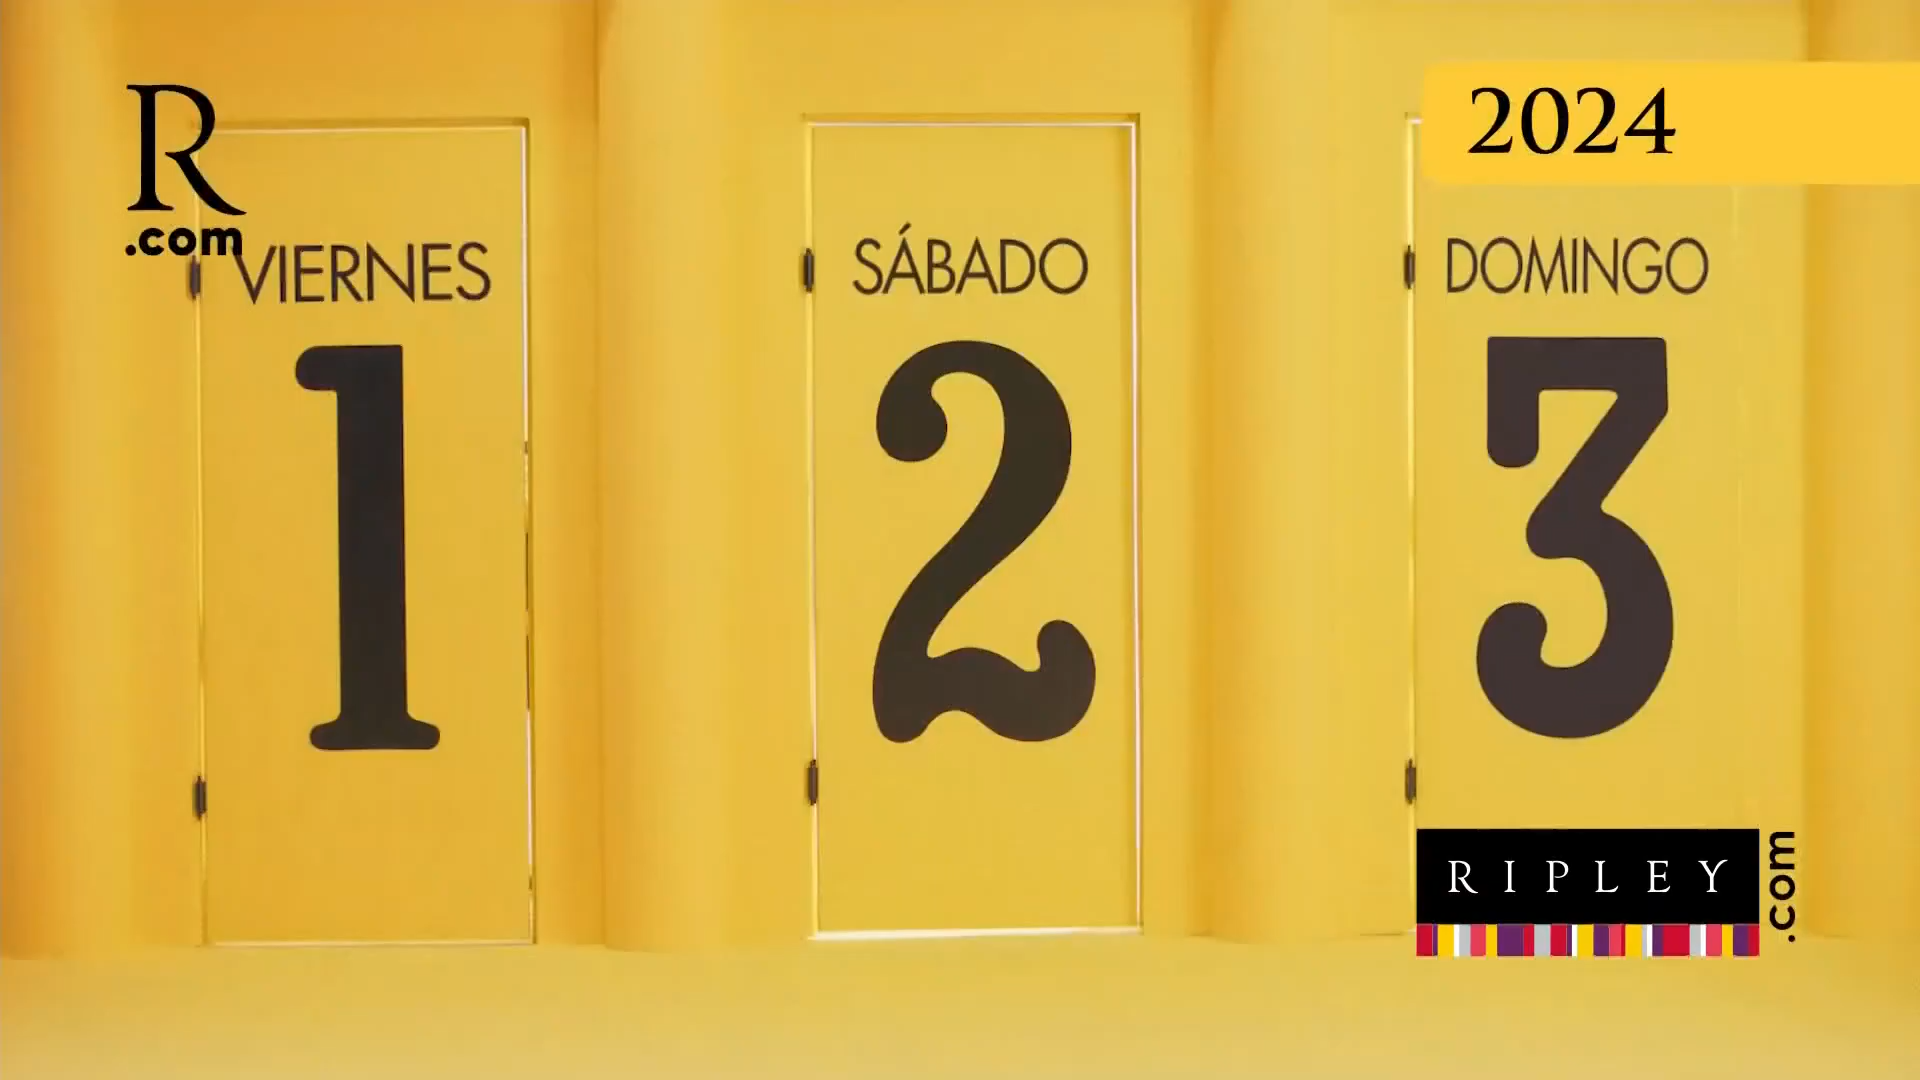 R
.com
2024
VIERNES
SÁBADO
DOMINGO
1
2
3
RIPLEY
.com